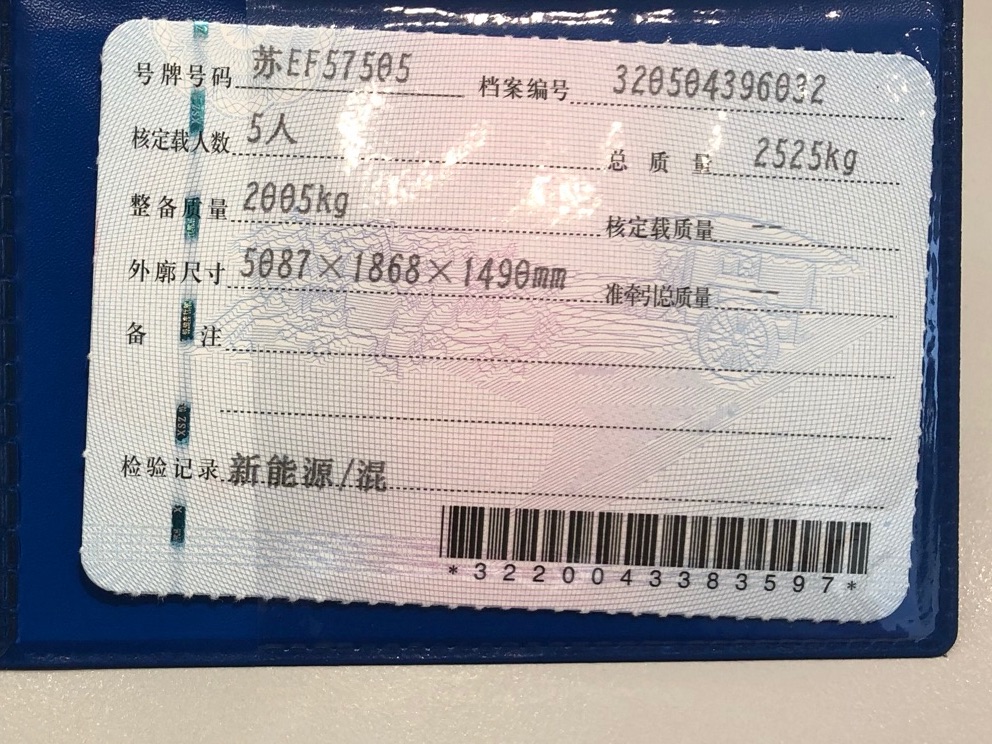 号牌号码 苏EF57505 档案编号 320504396032
核定载人数 5人 总质量 2525kg
整备质量 2005kg 核定载质量 --
外廓尺寸 5087×1868×1490mm 准牵引总质量 --
备注
检验记录 新能源/混
*3220043383597*